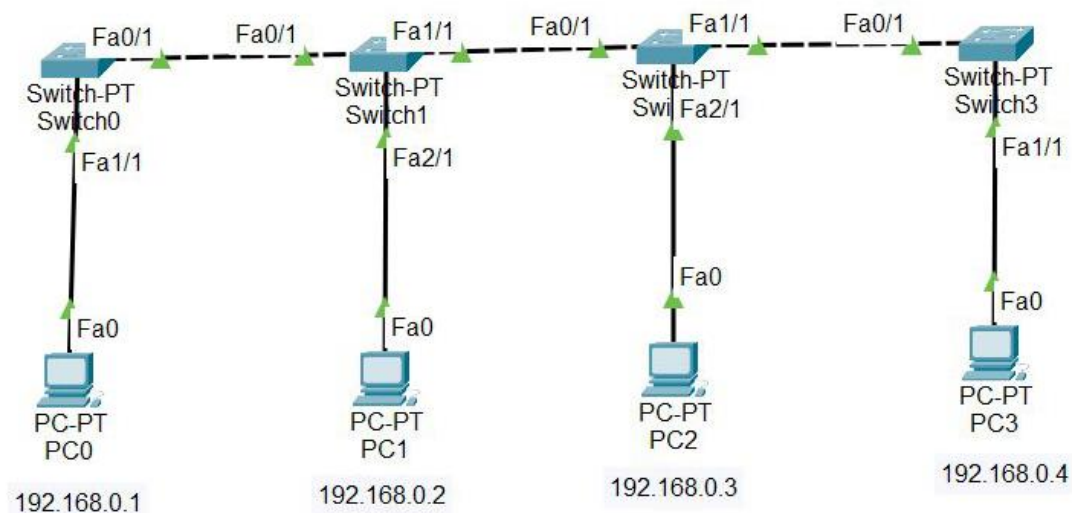 Fa0/1
Fa0/1
Fa1/1
Fa0/1
Fa1/1
Fa0/1
Switch-PT
Switch0
Switch-PT
Switch1
Switch-PT
Swi
Switch-PT
Switch3
Fa1/1
Fa2/1
Fa2/1
Fa1/1
Fa0
Fa0
Fa0
Fa0
PC-PT
PC0
PC-PT
PC1
PC-PT
PC2
PC-PT
PC3
192.168.0.1
192.168.0.2
192.168.0.3
192.168.0.4